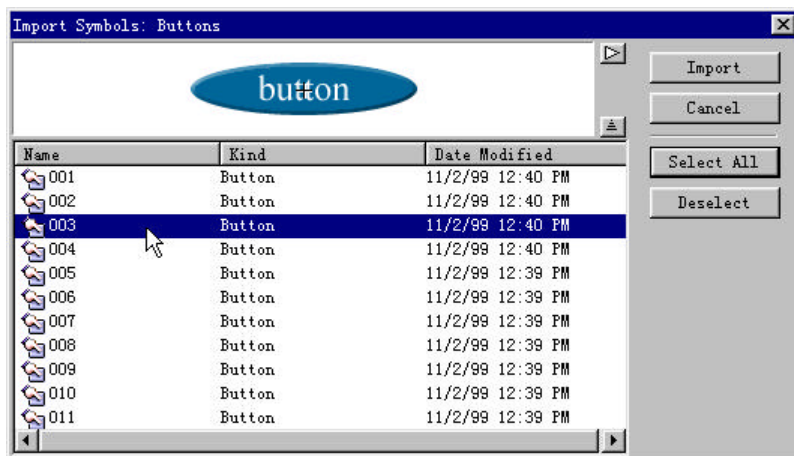 Import Symbols: Buttons
button
Import
Cancel
Select All
Deselect
Name Kind Date Modified
001 Button 11/2/99 12:40 PM
002 Button 11/2/99 12:40 PM
003 Button 11/2/99 12:40 PM
004 Button 11/2/99 12:40 PM
005 Button 11/2/99 12:39 PM
006 Button 11/2/99 12:39 PM
007 Button 11/2/99 12:39 PM
008 Button 11/2/99 12:39 PM
009 Button 11/2/99 12:39 PM
010 Button 11/2/99 12:39 PM
011 Button 11/2/99 12:39 PM